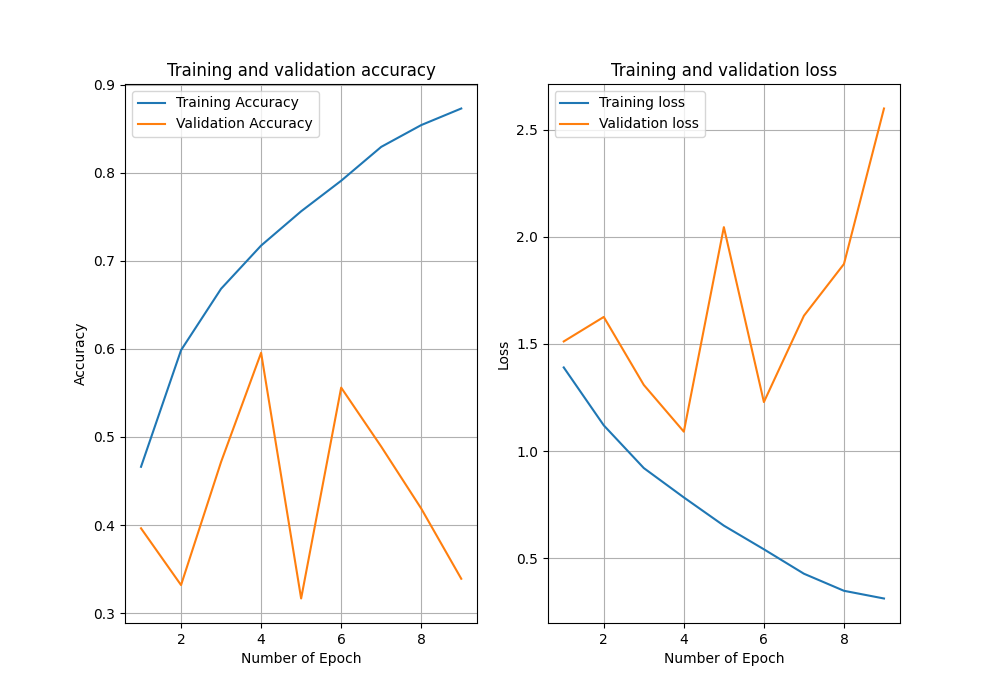 Training and validation accuracy
Training Accuracy
Validation Accuracy
0.9
0.8
0.7
0.6
0.5
0.4
0.3
Accuracy
2
4
6
8
Number of Epoch
Training and validation loss
Training loss
Validation loss
2.5
2.0
1.5
1.0
0.5
Loss
2
4
6
8
Number of Epoch